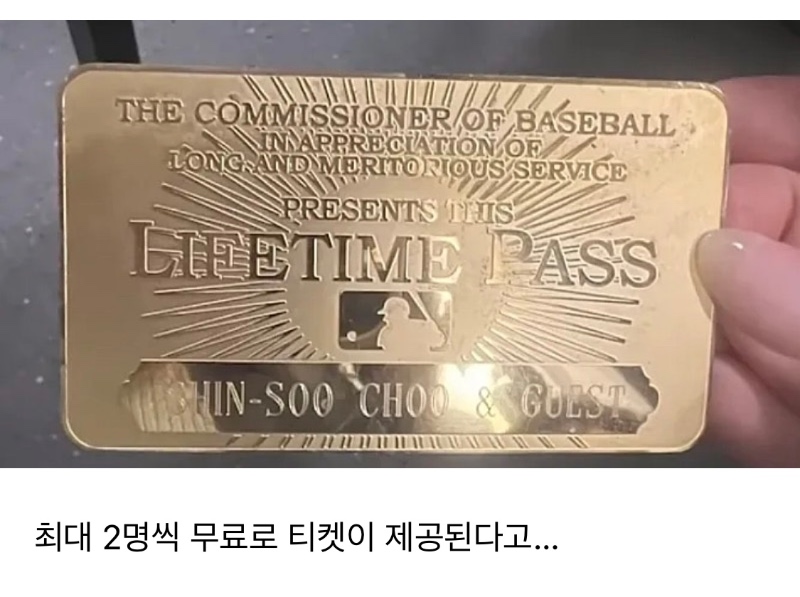 THE COMMISSIONER OF BASEBALL
IN APPRECIATION OF
LONG AND MERITORIOUS SERVICE
PRESENTS THIS
LIFETIME PASS
SHIN-SOO CHOO & GUEST
최대 2명씩 무료로 티켓이 제공된다고...